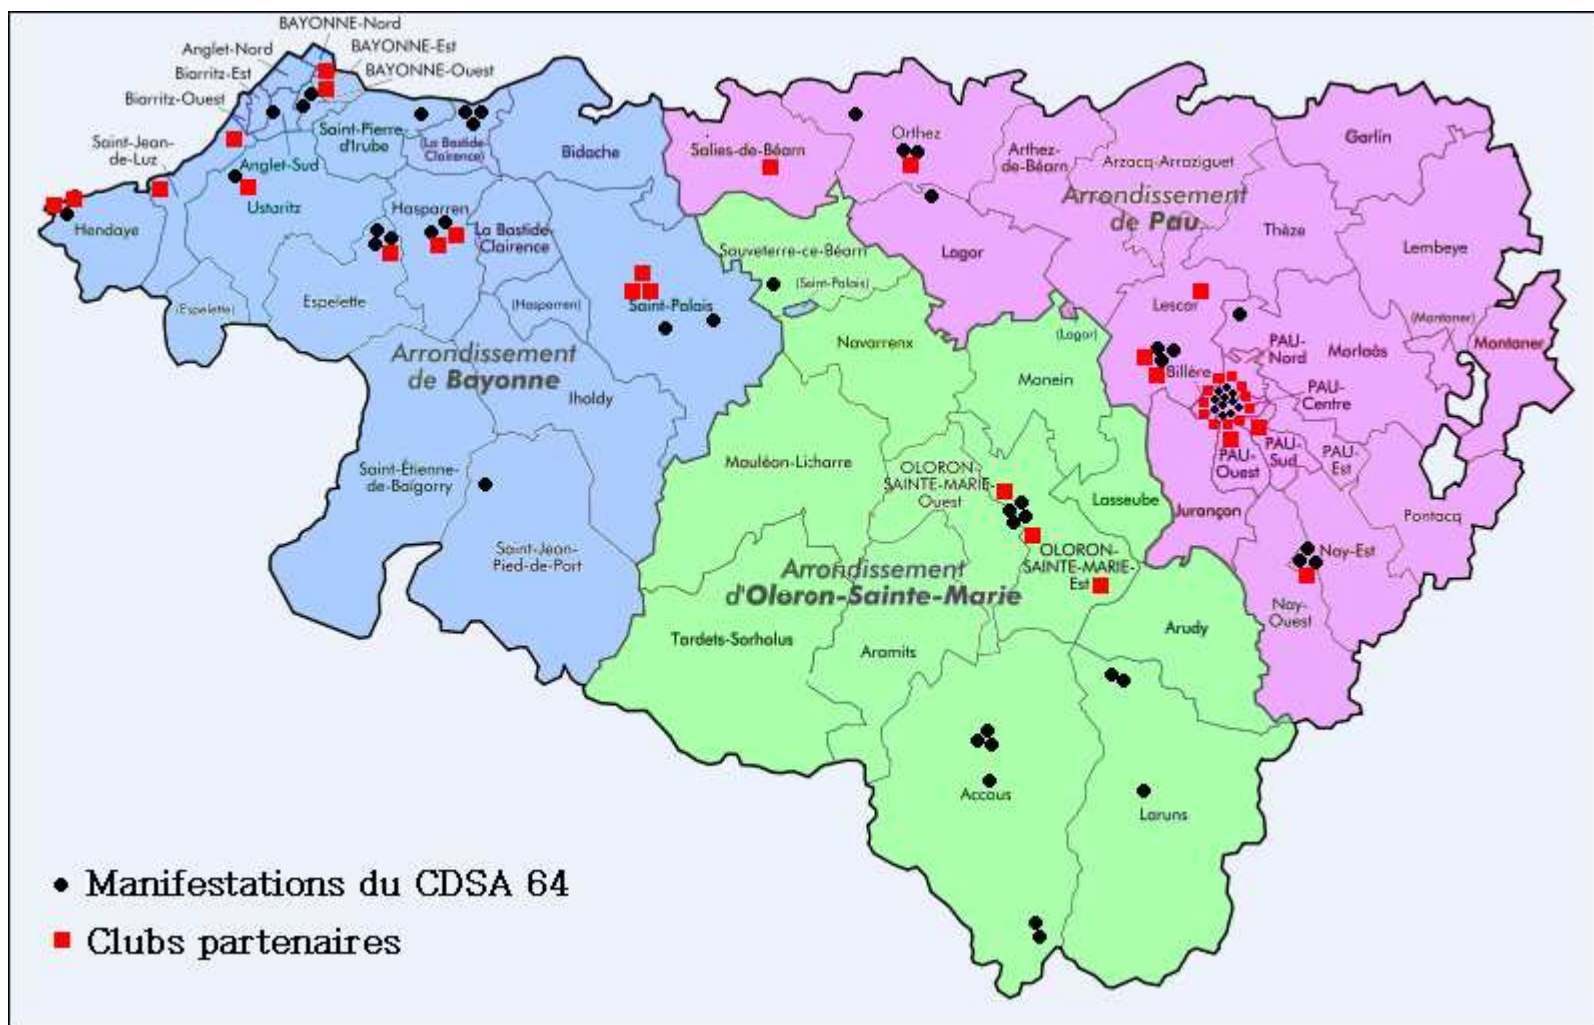 BAYONNE-Nord
Anglet-Nord
BAYONNE-Est
Biarritz-Est
BAYONNE-Ouest
Biarritz-Ouest
Saint-Jean-
de-Luz
Anglet-Sud
Saint-Pierre-
d'Irube
(La Bastide-
Clairence)
Bidache
Salies-de-Béarn
Orthez
Arthez-
de-Béarn
Arzacq-Arraziguet
Garlin
Arrondissement
de Pau
Hendaye
Ustaritz
Hasparren
La Bastide-
Clairence
Sauveterre-ce-Béarn
(Saint-Palais)
Lagor
Thèze
Lembeye
(Espelette)
Espelette
(Hasparren)
Saint-Palais
Lescar
(Montaner)
Montaner
Navarrenx
(Lagor)
PAU-
Nord
Morlaàs
Arrondissement
de Bayonne
Iholdy
Monein
Billère
PAU-
Centre
Saint-Étienne-
de-Baïgorry
Mauléon-Licharre
OLORON-
SAINTE-MARIE-
Ouest
Lasseube
PAU-
Ouest
PAU-
Sud
PAU-
Est
Jurançon
Pontacq
Saint-Jean-
Pied-de-Port
Arrondissement
d'Oloron-Sainte-Marie
OLORON-
SAINTE-MARIE-
Est
Nay-Est
Nay-
Ouest
Tardets-Sorholus
Aramits
Arudy
Accous
Laruns
Manifestations du CDSA 64
Clubs partenaires